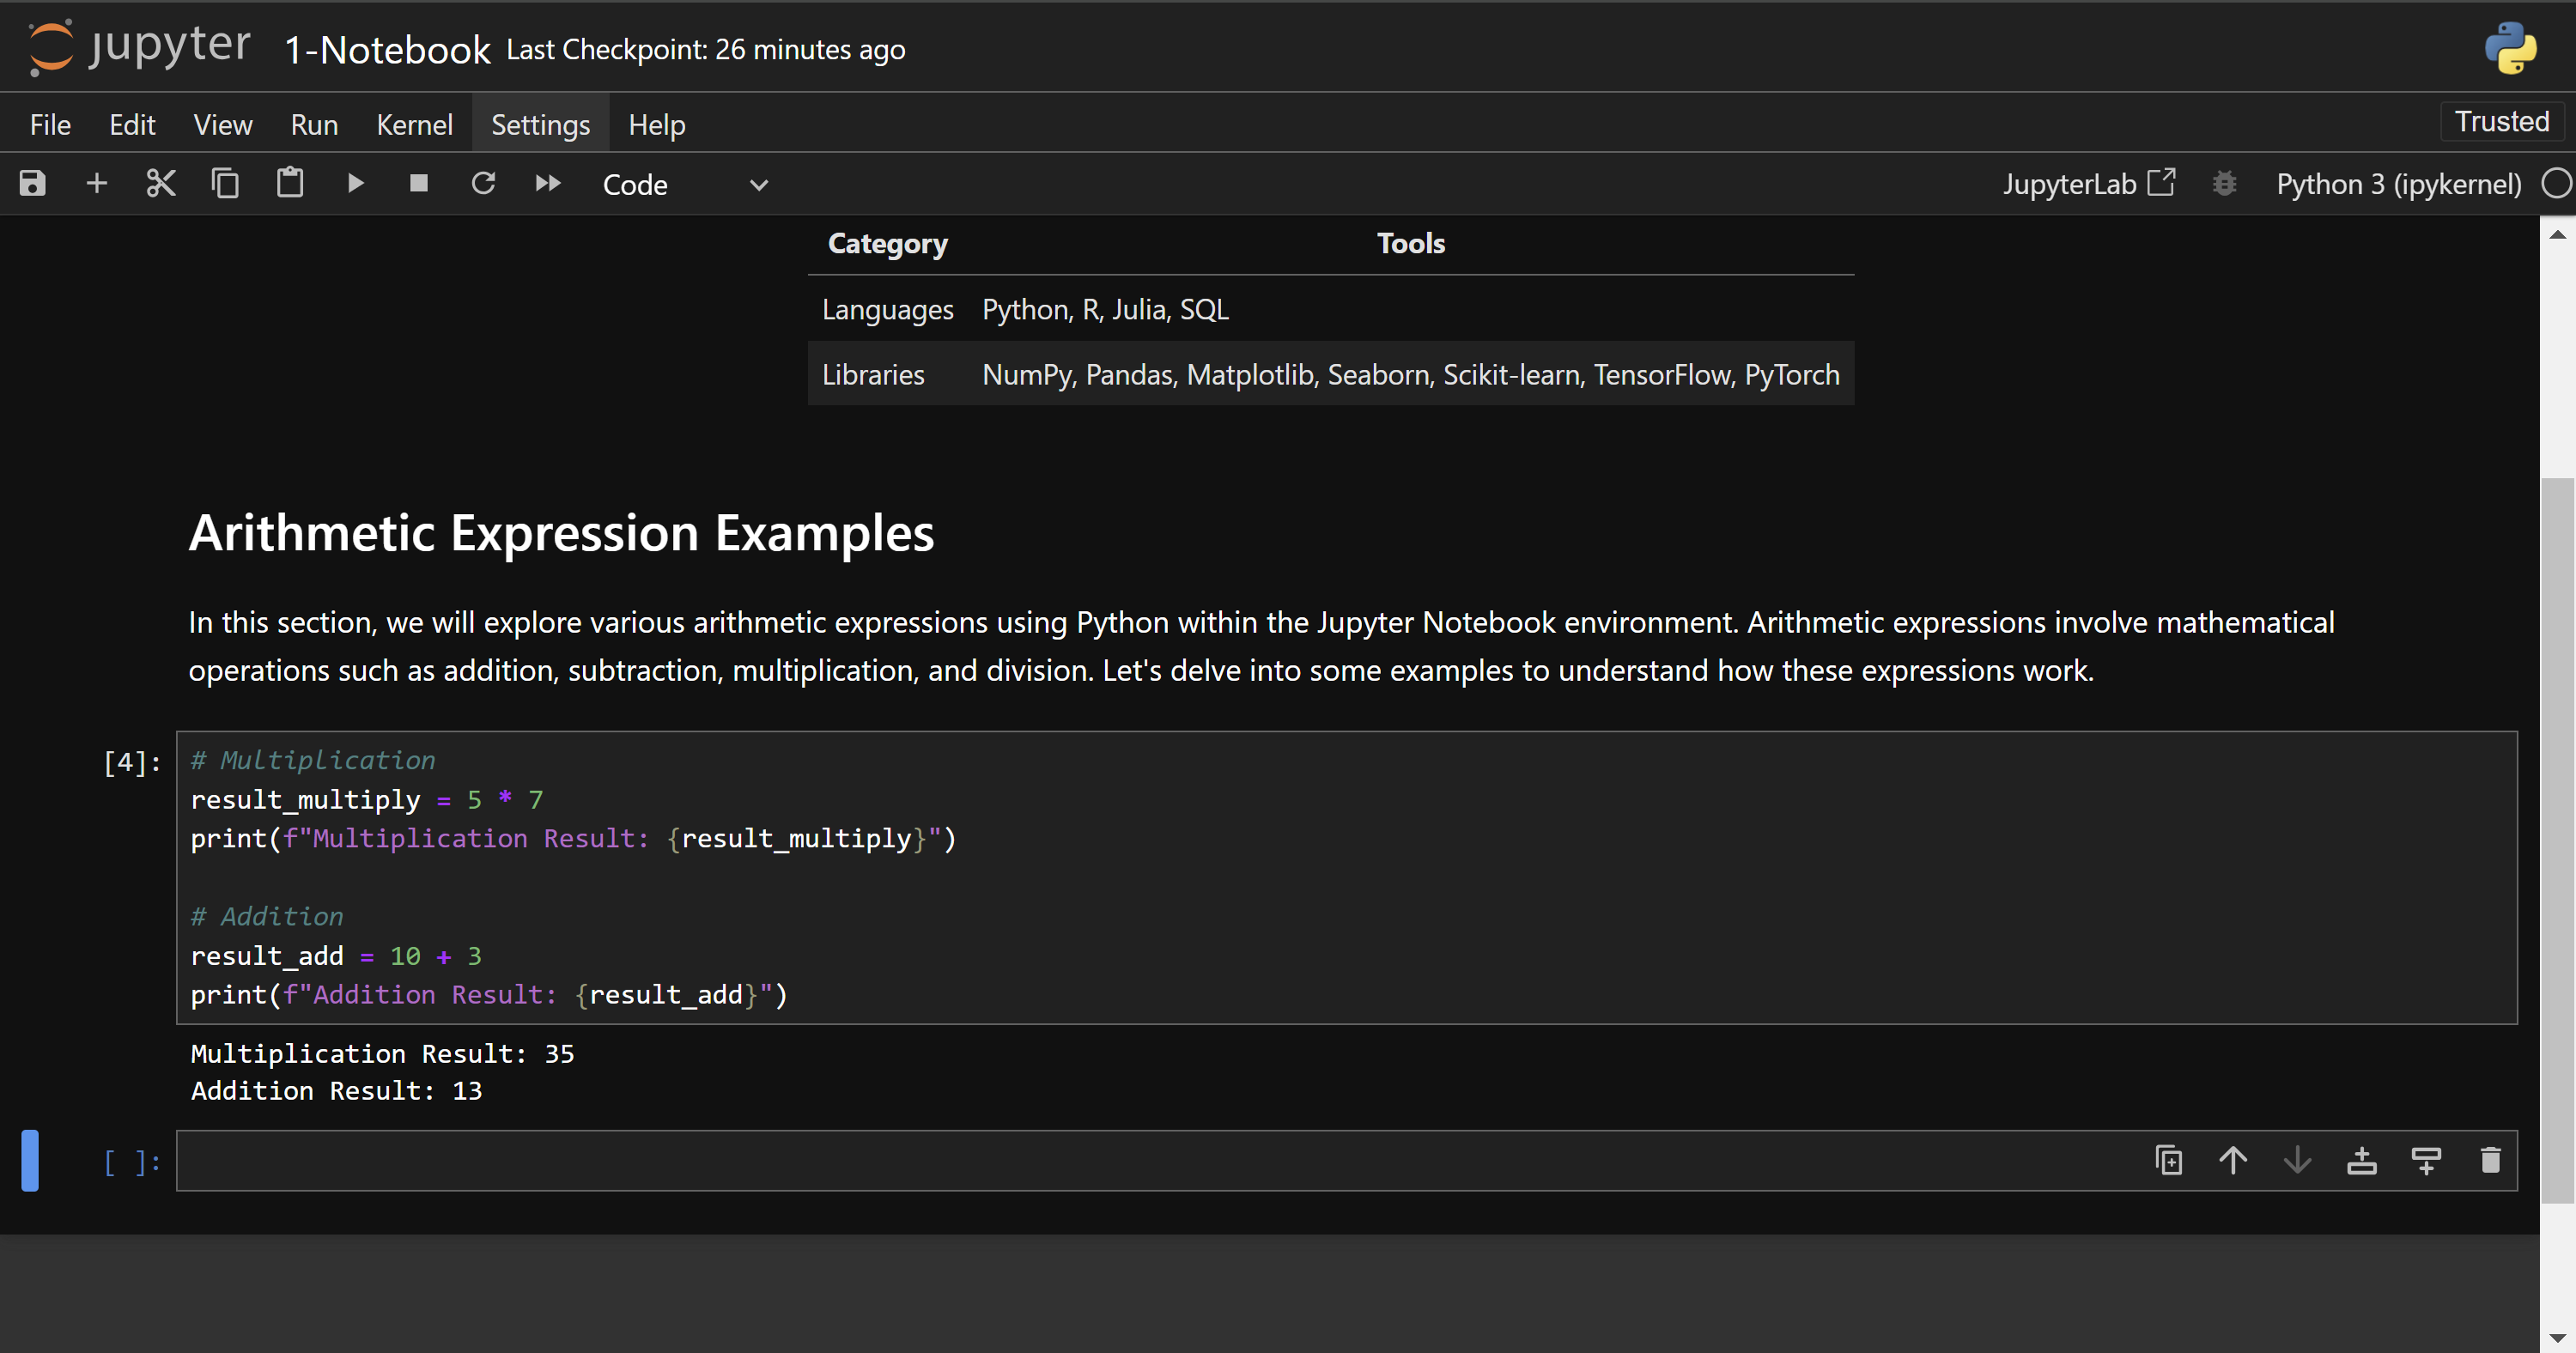 jupyter 1-Notebook Last Checkpoint: 26 minutes ago
File Edit View Run Kernel Settings Help Trusted
Code JupyterLab Python 3 (ipykernel)
Category Tools
Languages Python, R, Julia, SQL
Libraries NumPy, Pandas, Matplotlib, Seaborn, Scikit-learn, TensorFlow, PyTorch
Arithmetic Expression Examples
In this section, we will explore various arithmetic expressions using Python within the Jupyter Notebook environment. Arithmetic expressions involve mathematical
operations such as addition, subtraction, multiplication, and division. Let's delve into some examples to understand how these expressions work.
[4]: # Multiplication
result_multiply = 5 * 7
print(f"Multiplication Result: {result_multiply}")
# Addition
result_add = 10 + 3
print(f"Addition Result: {result_add}")
Multiplication Result: 35
Addition Result: 13
[ ]: